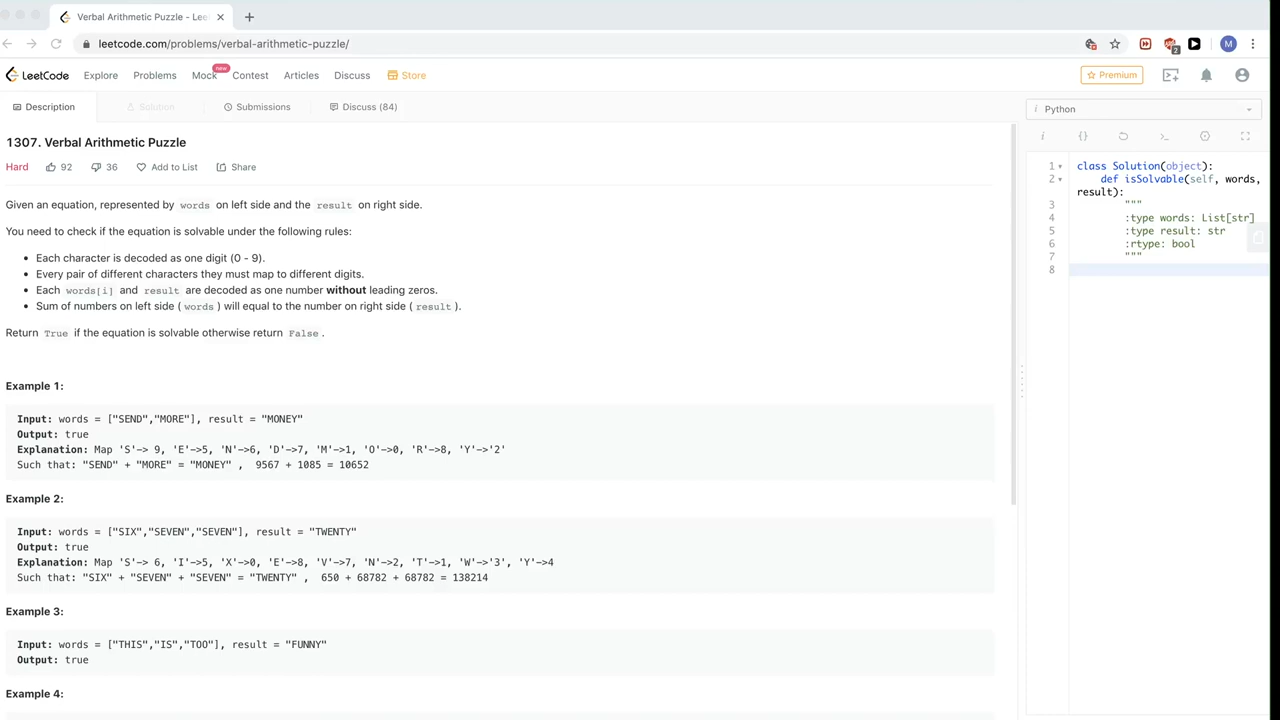 Verbal Arithmetic Puzzle - Lee
leetcode.com/problems/verbal-arithmetic-puzzle/
2
M
LeetCode Explore Problems Mock new Contest Articles Discuss Store
Premium
Description Solution Submissions Discuss (84)
i Python
1307. Verbal Arithmetic Puzzle
Hard 92 36 Add to List Share
Given an equation, represented by words on left side and the result on right side.
You need to check if the equation is solvable under the following rules:
Each character is decoded as one digit (0 - 9).
Every pair of different characters they must map to different digits.
Each words[i] and result are decoded as one number without leading zeros.
Sum of numbers on left side ( words ) will equal to the number on right side ( result ).
Return True if the equation is solvable otherwise return False .
Example 1:
Input: words = ["SEND","MORE"], result = "MONEY"
Output: true
Explanation: Map 'S'-> 9, 'E'->5, 'N'->6, 'D'->7, 'M'->1, 'O'->0, 'R'->8, 'Y'->'2'
Such that: "SEND" + "MORE" = "MONEY" , 9567 + 1085 = 10652
Example 2:
Input: words = ["SIX","SEVEN","SEVEN"], result = "TWENTY"
Output: true
Explanation: Map 'S'-> 6, 'I'->5, 'X'->0, 'E'->8, 'V'->7, 'N'->2, 'T'->1, 'W'->'3', 'Y'->4
Such that: "SIX" + "SEVEN" + "SEVEN" = "TWENTY" , 650 + 68782 + 68782 = 138214
Example 3:
Input: words = ["THIS","IS","TOO"], result = "FUNNY"
Output: true
Example 4:
i {}
1 class Solution(object):
2 def isSolvable(self, words,
result):
3 """
4 :type words: List[str]
5 :type result: str
6 :rtype: bool
7 """
8